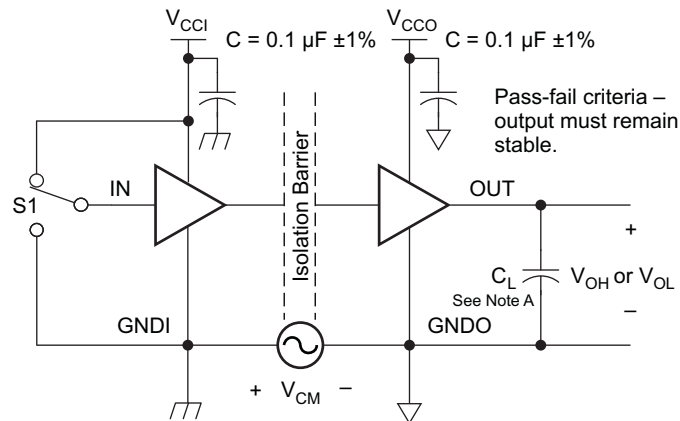 VCCI
C = 0.1 µF ±1%
VCCO
C = 0.1 µF ±1%
Pass-fail criteria –
output must remain
stable.
IN
S1
Isolation Barrier
OUT
+
CL
See Note A
VOH or VOL
–
GNDI
GNDO
+ VCM –